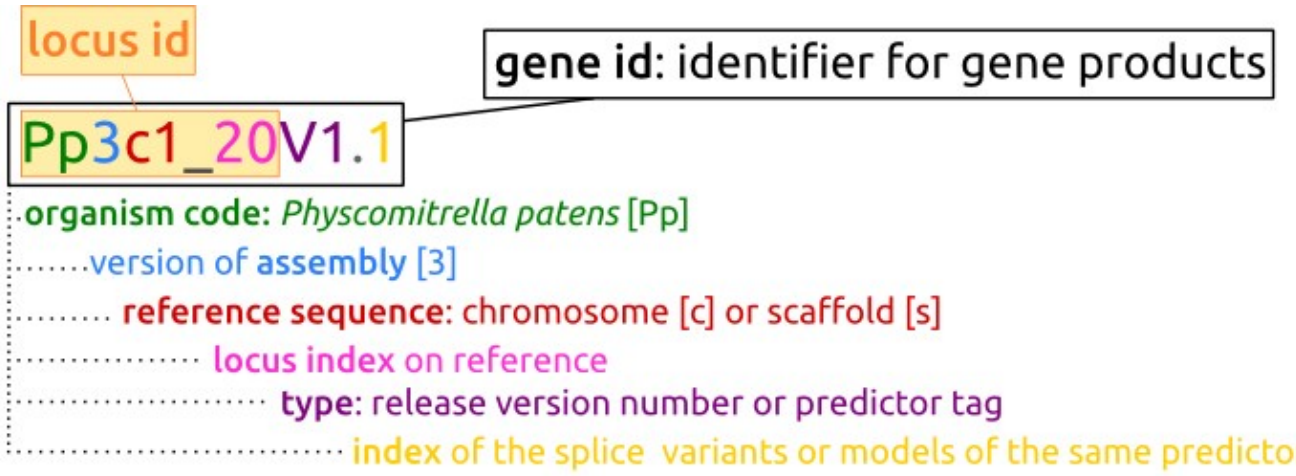 locus id
gene id: identifier for gene products
Pp3c1_20V1.1
organism code: Physcomitrella patens [Pp]
version of assembly [3]
reference sequence: chromosome [c] or scaffold [s]
locus index on reference
type: release version number or predictor tag
index of the splice variants or models of the same predicto